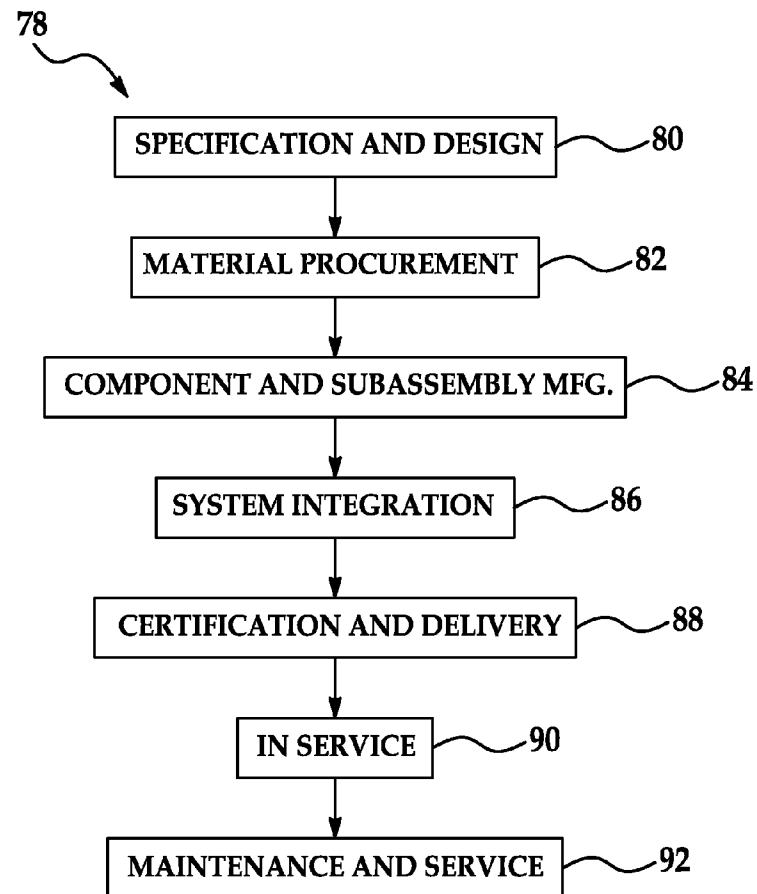 78
SPECIFICATION AND DESIGN 80
MATERIAL PROCUREMENT 82
COMPONENT AND SUBASSEMBLY MFG. 84
SYSTEM INTEGRATION 86
CERTIFICATION AND DELIVERY 88
IN SERVICE 90
MAINTENANCE AND SERVICE 92